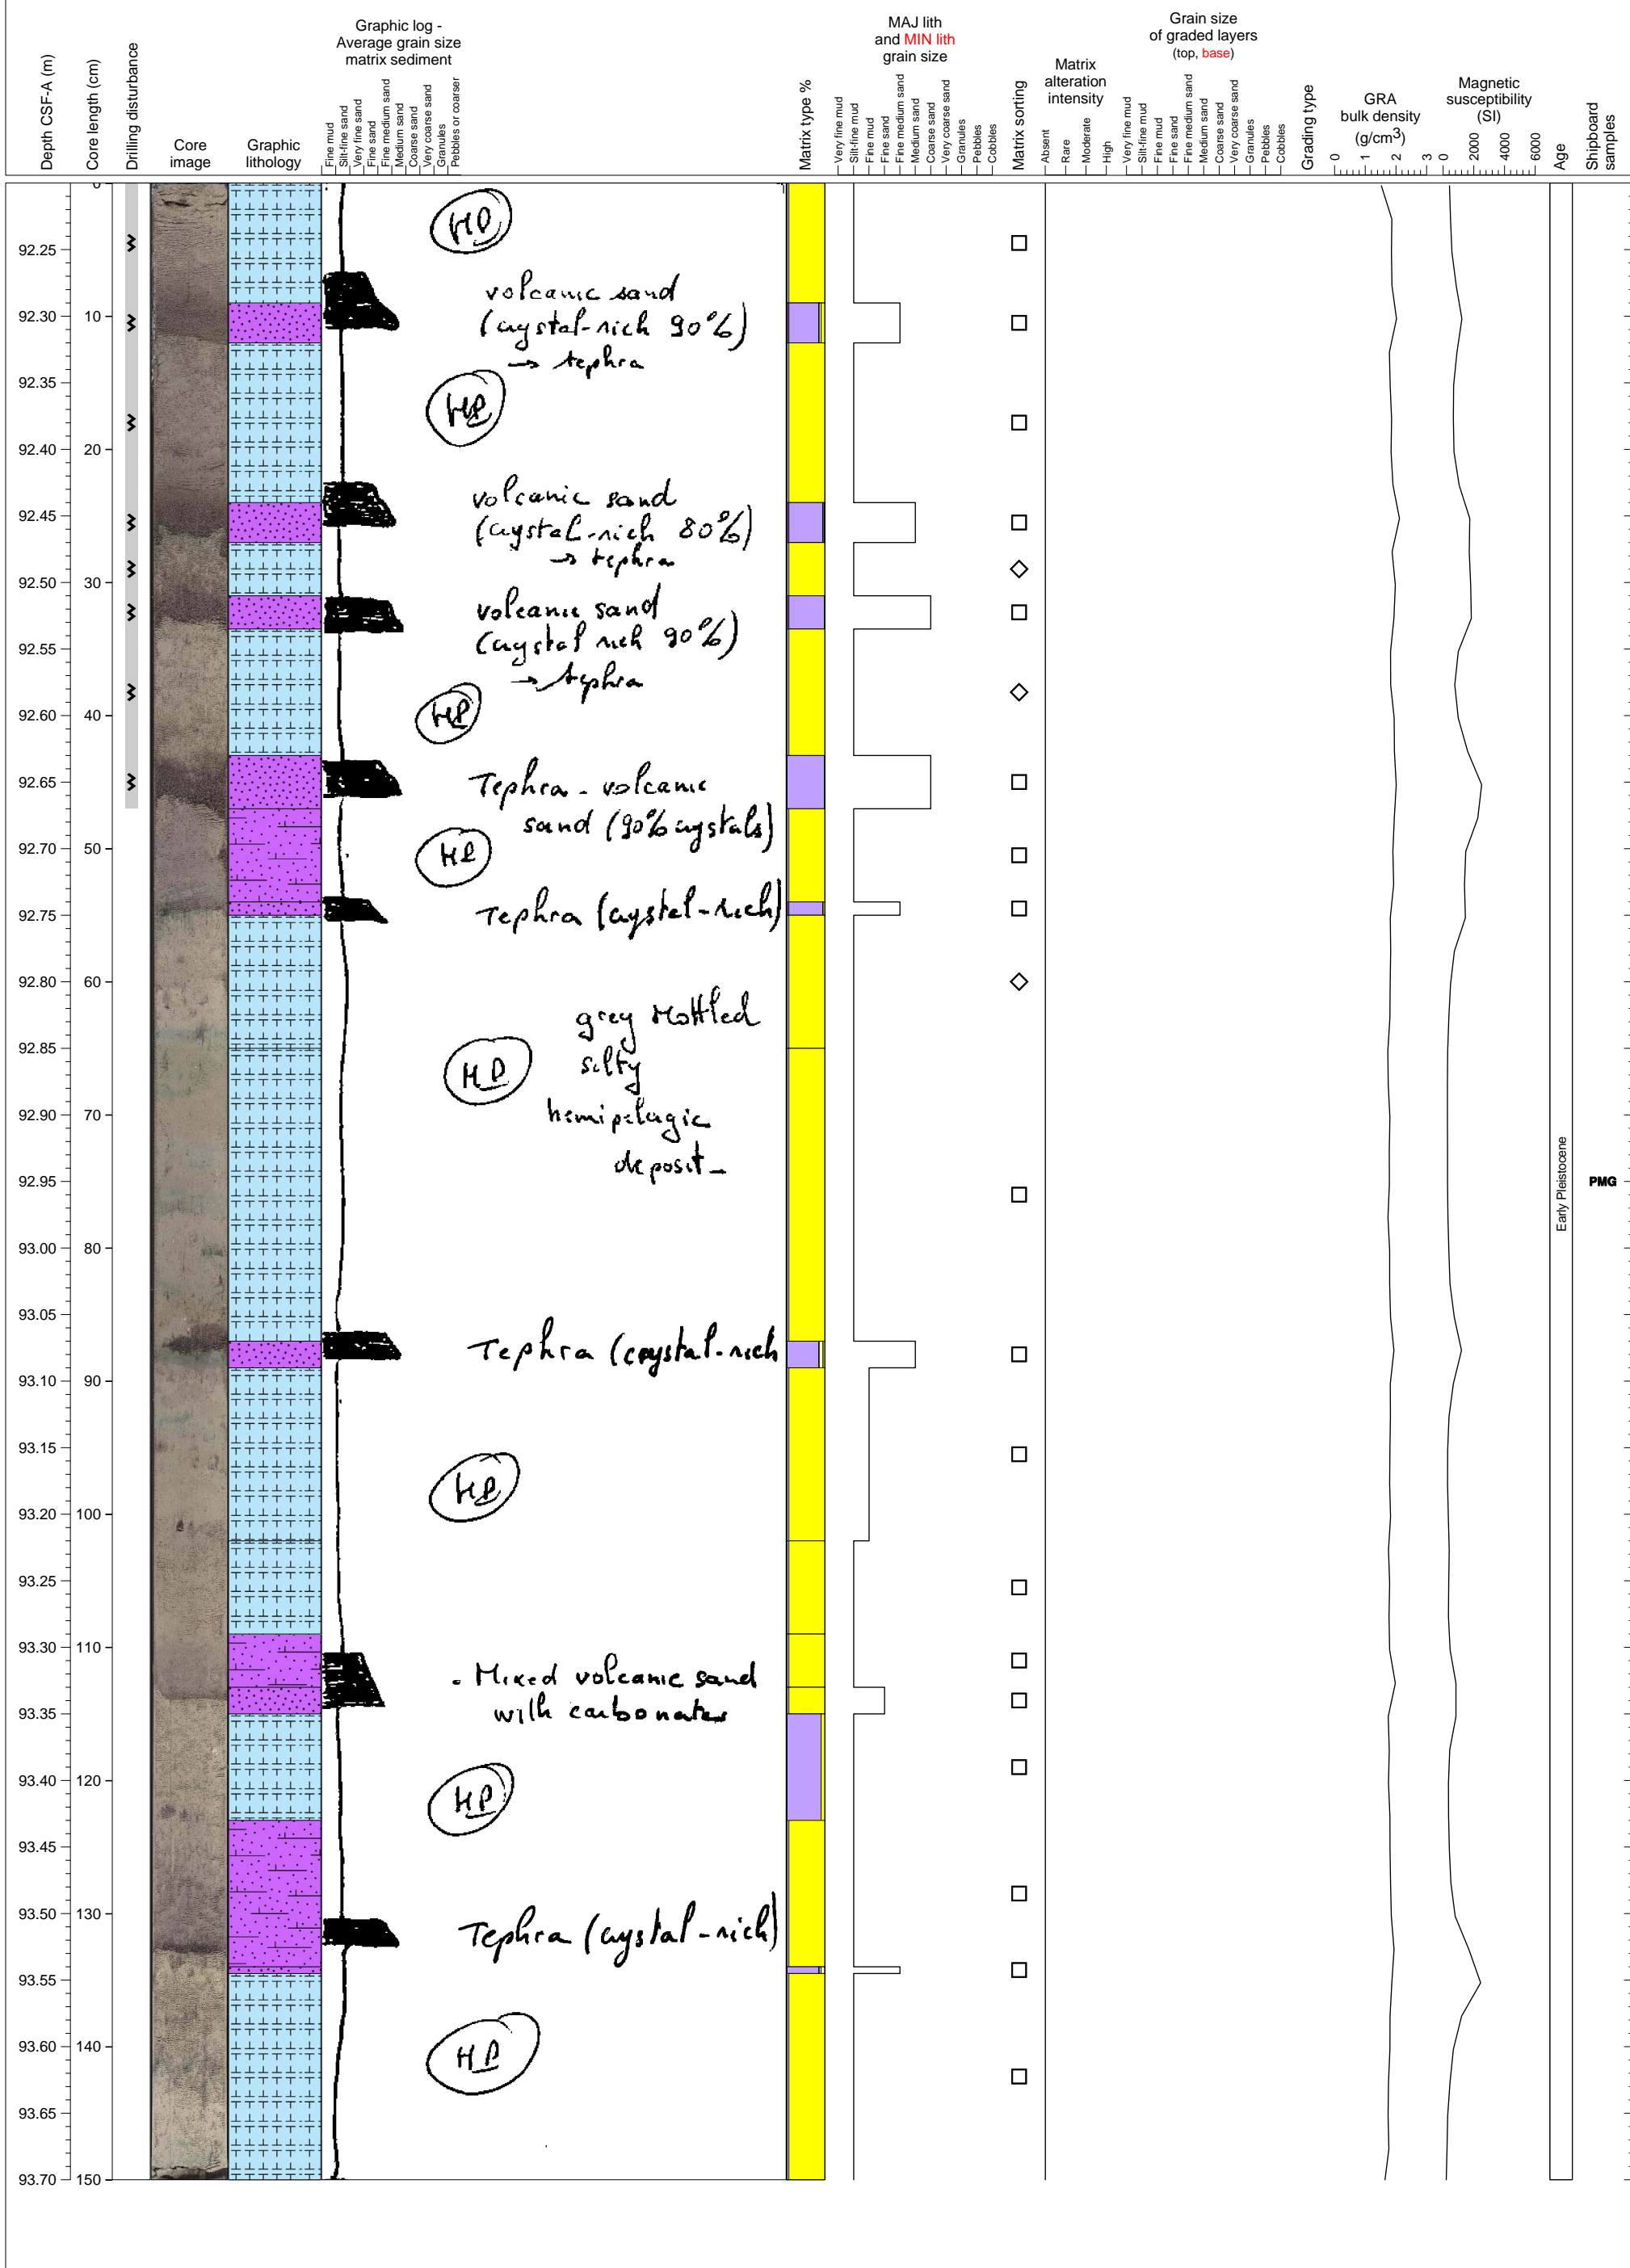 Depth CSF-A (m)
Core length (cm)
Drilling disturbance
Core
image
Graphic
lithology
Graphic log -
Average grain size
matrix sediment
Fine mud
Silt-fine sand
Very fine sand
Fine sand
Fine medium sand
Medium sand
Coarse sand
Very coarse sand
Granules
Pebbles or coarser
Matrix type %
MAJ lith
and MIN lith
grain size
Very fine mud
Silt-fine mud
Fine mud
Fine sand
Fine medium sand
Medium sand
Coarse sand
Very coarse sand
Granules
Pebbles
Cobbles
Matrix sorting
Matrix
alteration
intensity
Absent
Rare
Moderate
High
Grain size
of graded layers
(top, base)
Very fine mud
Silt-fine mud
Fine mud
Fine sand
Fine medium sand
Medium sand
Coarse sand
Very coarse sand
Granules
Pebbles
Cobbles
Grading type
GRA
bulk density
(g/cm3)
0 1 2 3
Magnetic
susceptibility
(SI)
0 2000 4000 6000
Age
Shipboard
samples
0
HP
92.25
volcanic sand
92.30 10 (crystal-rich 90%)
→ tephra
92.35
HP
92.40 20
volcanic sand
92.45 (crystal-rich 80%)
→ tephra
92.50 30
volcanic sand
(crystal rich 90%)
92.55
→ tephra
92.60 40 HP
92.65 Tephra - volcanic
sand (90% crystals)
92.70 50 HP
92.75 Tephra (crystal-rich)
92.80 60
grey mottled
92.85 HP silty
92.90 70 hemipelagic
deposit -
92.95 PMG
Early Pleistocene
93.00 80
93.05
Tephra (crystal-rich
93.10 90
93.15
HP
93.20 100
93.25
93.30 110
- Mixed volcanic sand
93.35 with carbonates
93.40 120 HP
93.45
93.50 130 Tephra (crystal-rich)
93.55
93.60 140 HP
93.65
93.70 150